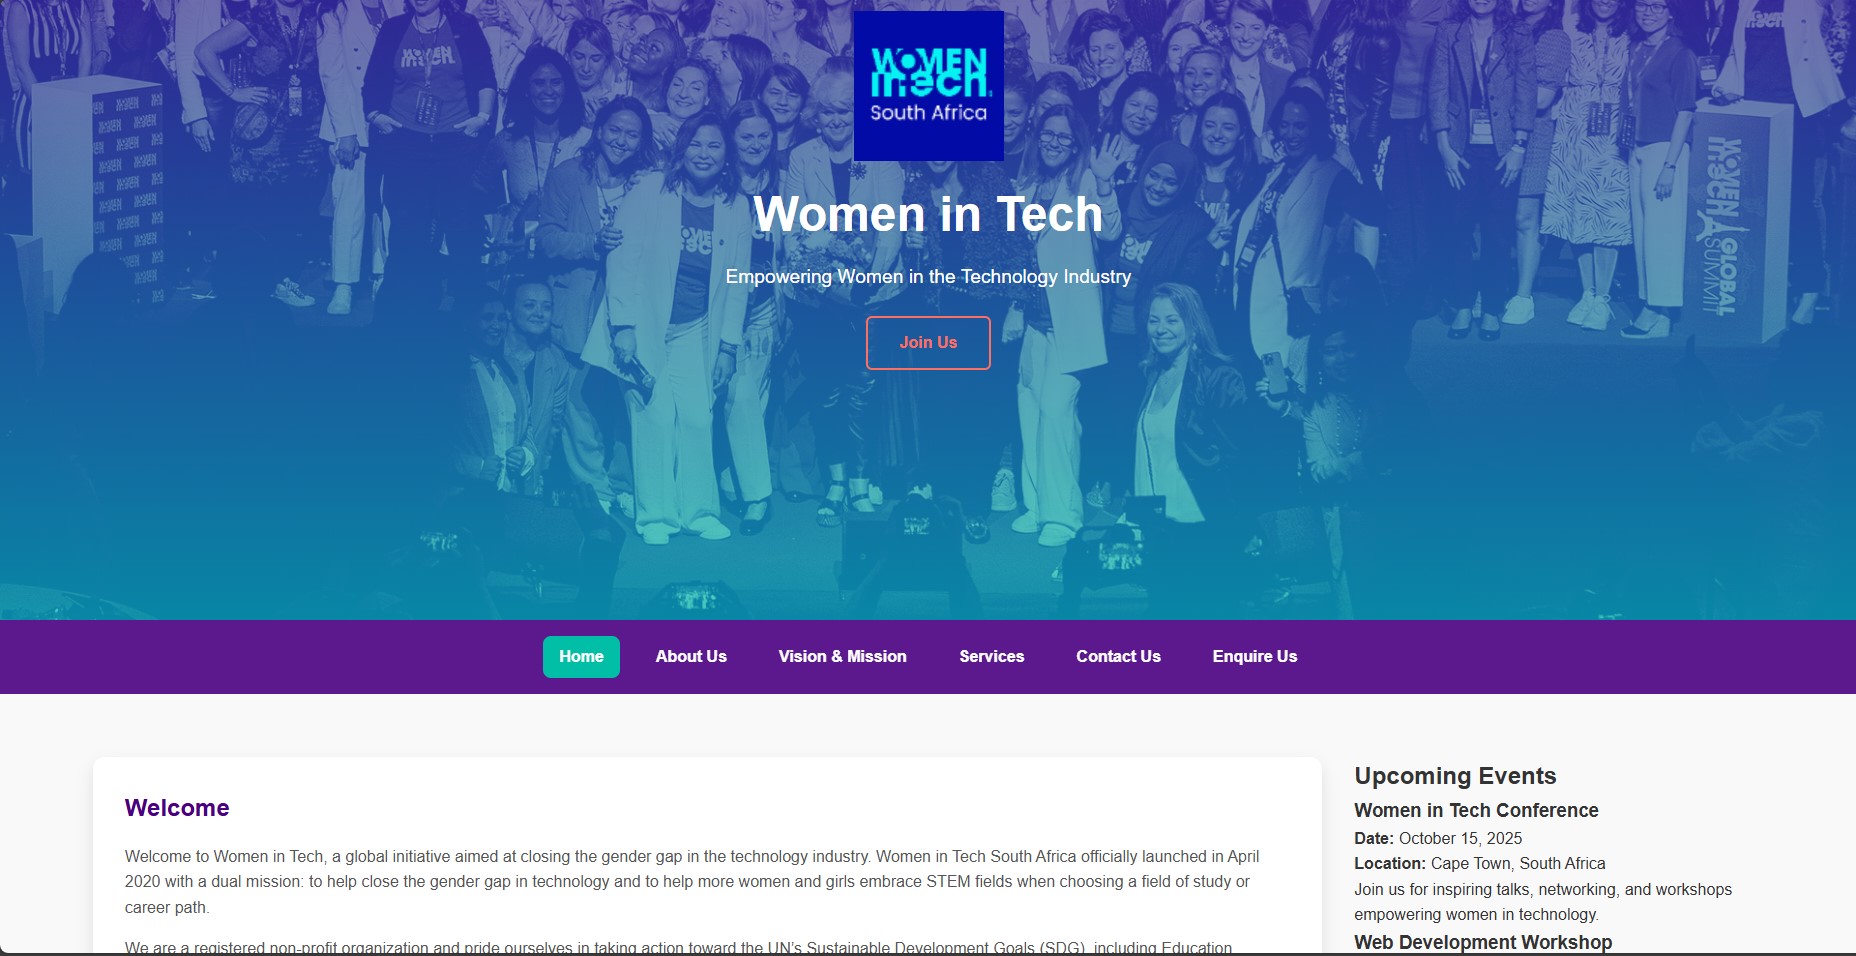 WOMEN
in tech
South Africa
WOMEN
in tech
GLOBAL
SUMMIT
Women in Tech
Empowering Women in the Technology Industry
Join Us
Home
About Us
Vision & Mission
Services
Contact Us
Enquire Us
Welcome
Welcome to Women in Tech, a global initiative aimed at closing the gender gap in the technology industry. Women in Tech South Africa officially launched in April
2020 with a dual mission: to help close the gender gap in technology and to help more women and girls embrace STEM fields when choosing a field of study or
career path.
We are a registered non-profit organization and pride ourselves in taking action toward the UN's Sustainable Development Goals (SDG), including Education
Upcoming Events
Women in Tech Conference
Date: October 15, 2025
Location: Cape Town, South Africa
Join us for inspiring talks, networking, and workshops
empowering women in technology.
Web Development Workshop